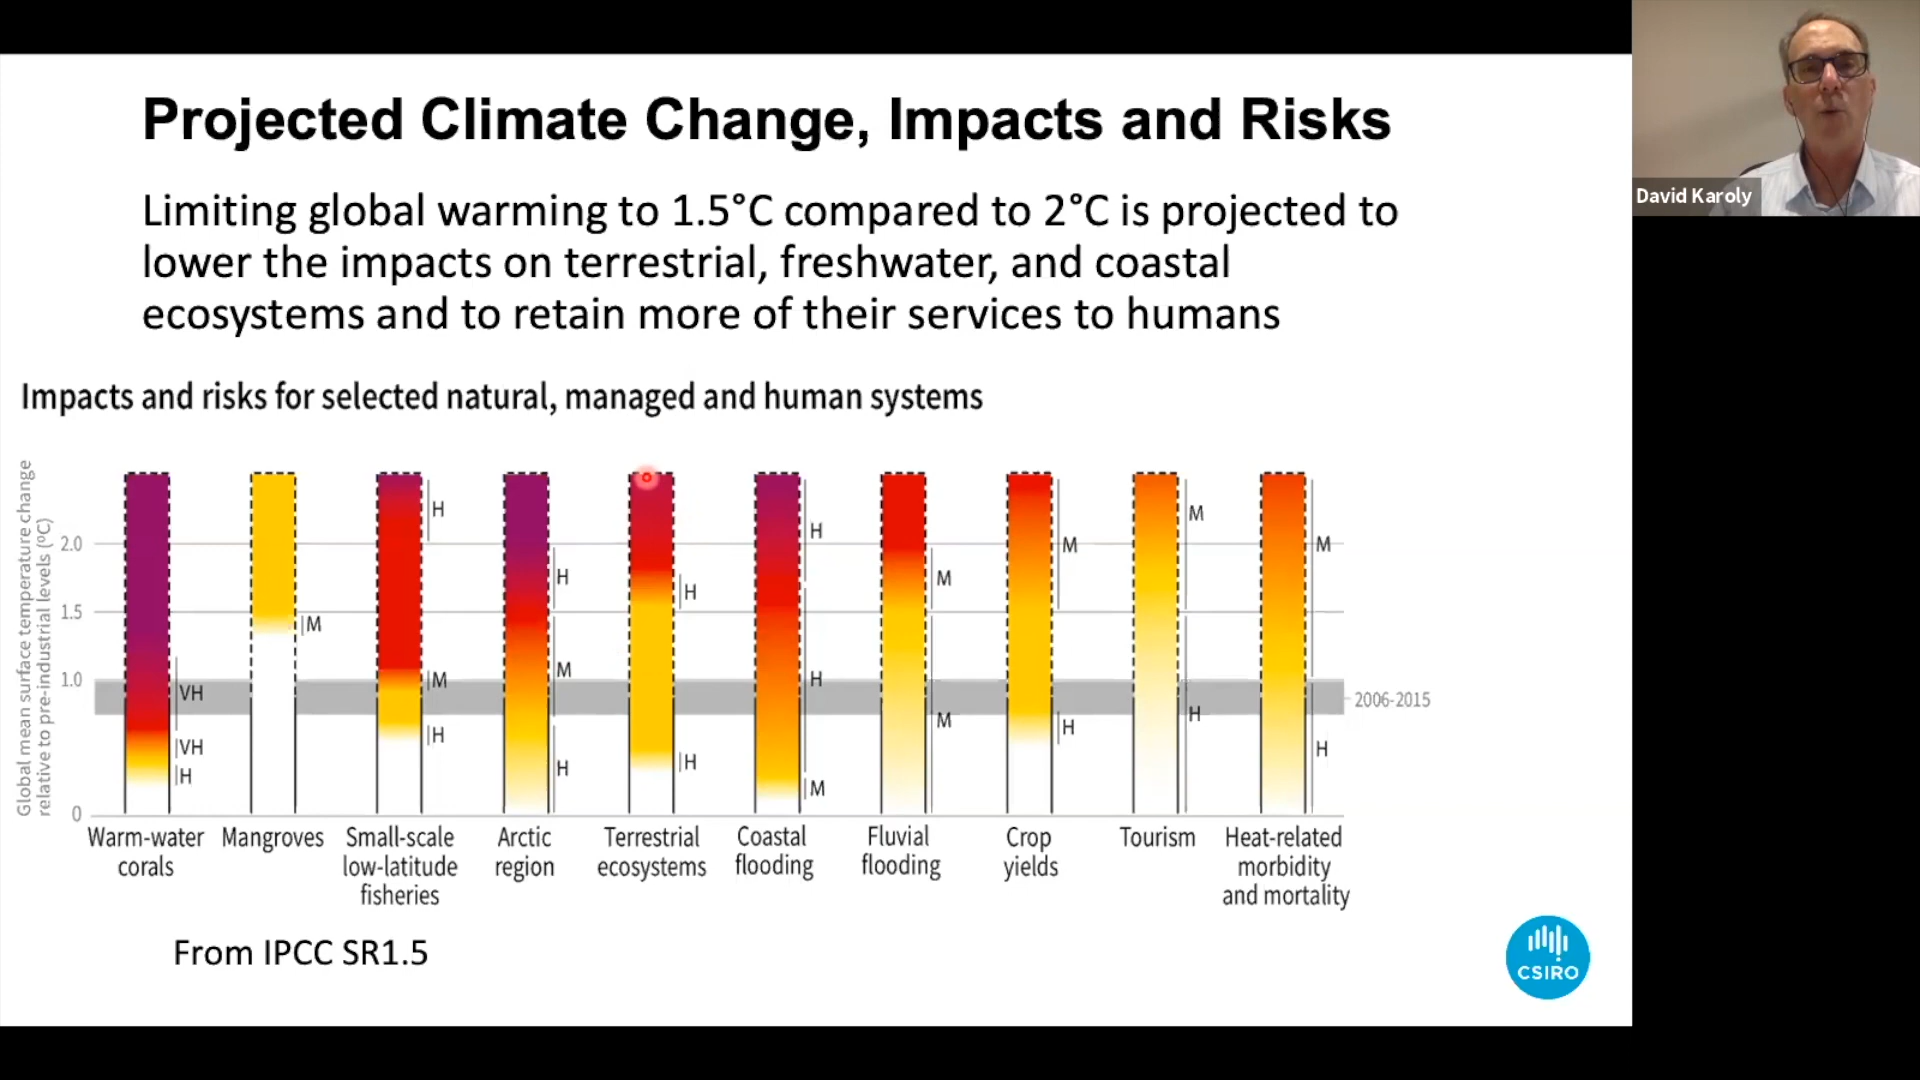 Projected Climate Change, Impacts and Risks
David Karoly
Limiting global warming to 1.5°C compared to 2°C is projected to
lower the impacts on terrestrial, freshwater, and coastal
ecosystems and to retain more of their services to humans
Impacts and risks for selected natural, managed and human systems
Global mean surface temperature change
relative to pre-industrial levels (⁰C)
2.0
1.5
1.0
0
VH
VH
H
M
H
M
H
H
M
H
H
H
H
H
M
M
M
M
H
M
H
M
H
2006-2015
Warm-water
corals
Mangroves
Small-scale
low-latitude
fisheries
Arctic
region
Terrestrial
ecosystems
Coastal
flooding
Fluvial
flooding
Crop
yields
Tourism
Heat-related
morbidity
and mortality
From IPCC SR1.5
CSIRO